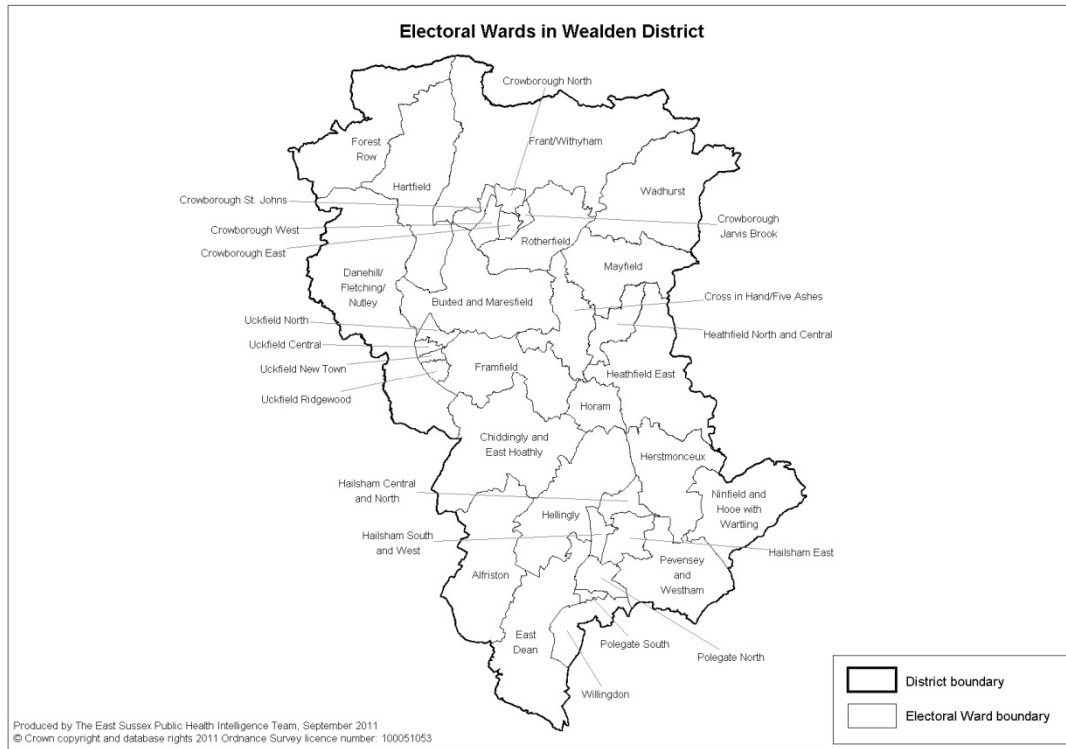 Electoral Wards in Wealden District
Crowborough North
Forest
Row
Frant/Withyham
Hartfield
Wadhurst
Crowborough St. Johns
Crowborough West
Crowborough East
Crowborough
Jarvis Brook
Rotherfield
Mayfield
Danehill/
Fletching/
Nutley
Buxted and Maresfield
Cross in Hand/Five Ashes
Uckfield North
Heathfield North and Central
Uckfield Central
Uckfield New Town
Framfield
Heathfield East
Uckfield Ridgewood
Horam
Chiddingly and
East Hoathly
Herstmonceux
Hailsham Central
and North
Ninfield and
Hooe with
Wartling
Hellingly
Hailsham South
and West
Hailsham East
Pevensey
and
Westham
Alfriston
East
Dean
Polegate South
Polegate North
Willingdon
District boundary
Electoral Ward boundary
Produced by The East Sussex Public Health Intelligence Team, September 2011
© Crown copyright and database rights 2011 Ordnance Survey licence number: 100051053